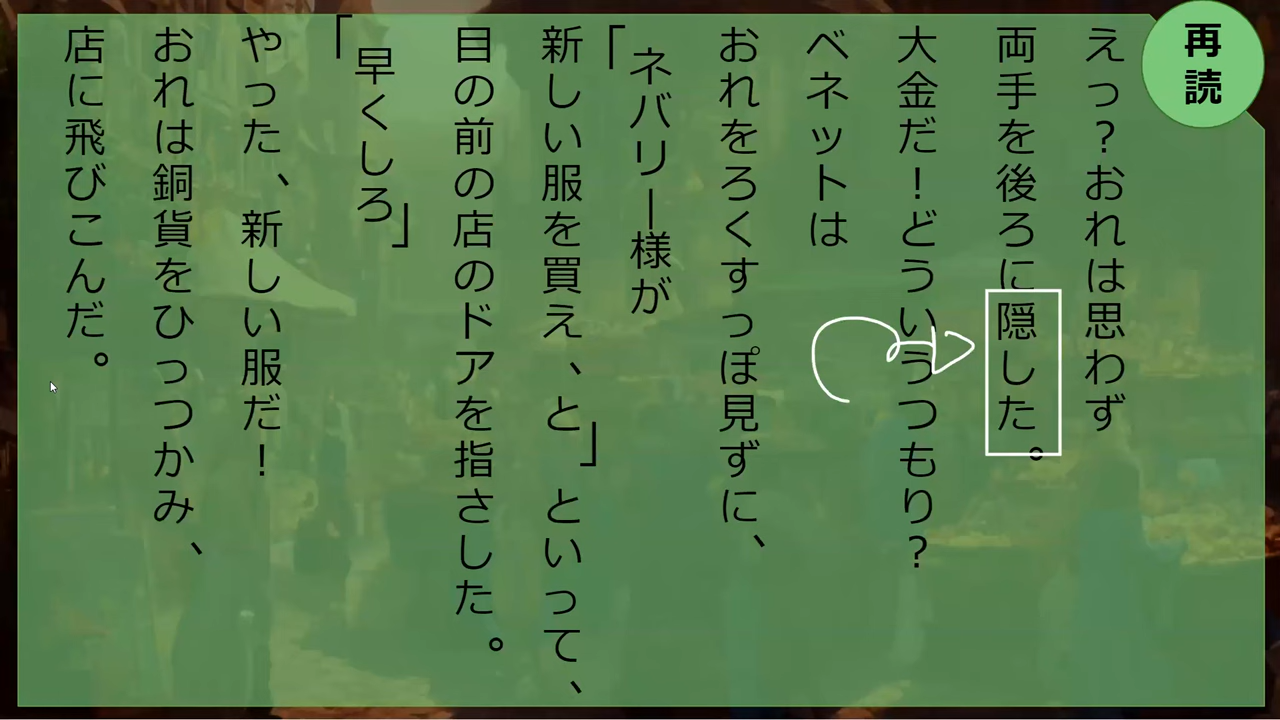 再読
えっ？おれは思わず
両手を後ろに隠した。
大金だ！どういうつもり？
ベネットは
おれをろくすっぽ見ずに、
「ネバリー様が
新しい服を買え、と」といって、
目の前の店のドアを指さした。
「早くしろ」
やった、新しい服だ！
おれは銅貨をひっつかみ、
店に飛びこんだ。